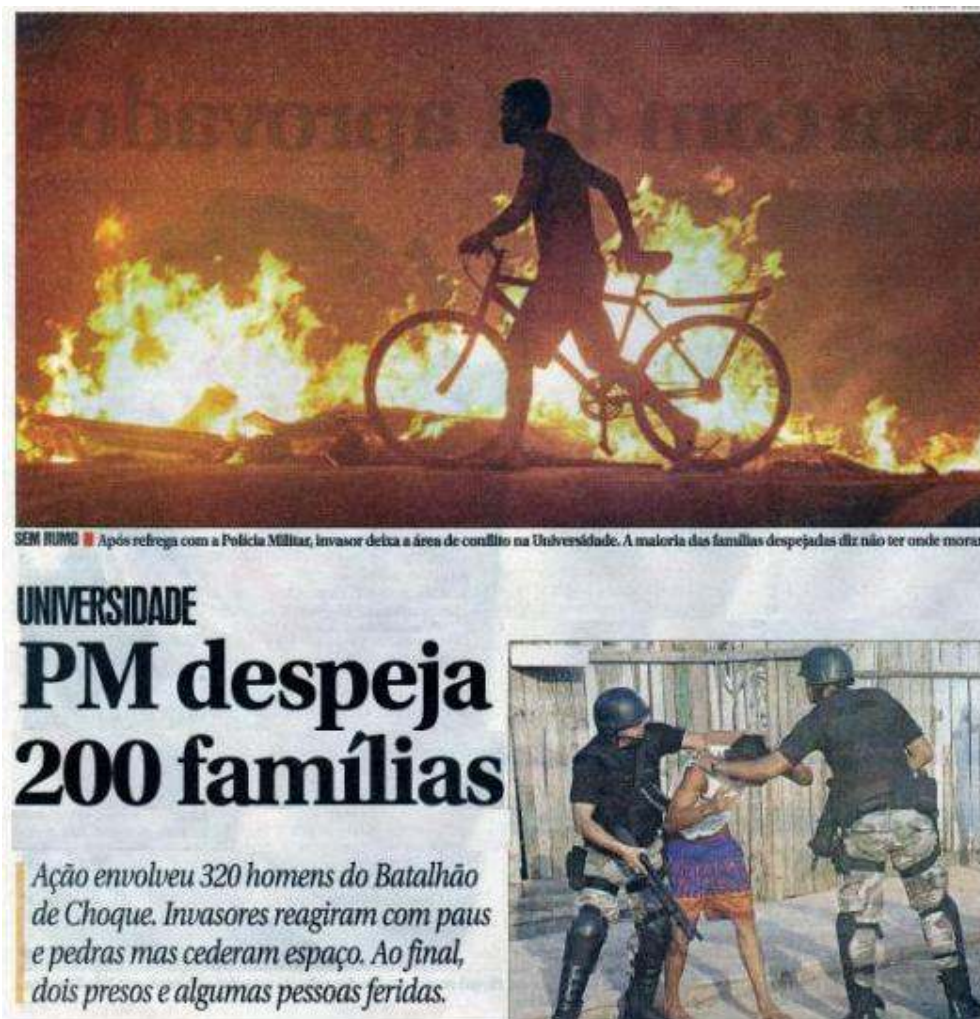 SEM RUMO Após refrega com a Polícia Militar, invasor deixa a área de conflito na Universidade. A maioria das famílias despejadas diz não ter onde morar
UNIVERSIDADE
PM despeja
200 famílias
Ação envolveu 320 homens do Batalhão
de Choque. Invasores reagiram com paus
e pedras mas cederam espaço. Ao final,
dois presos e algumas pessoas feridas.